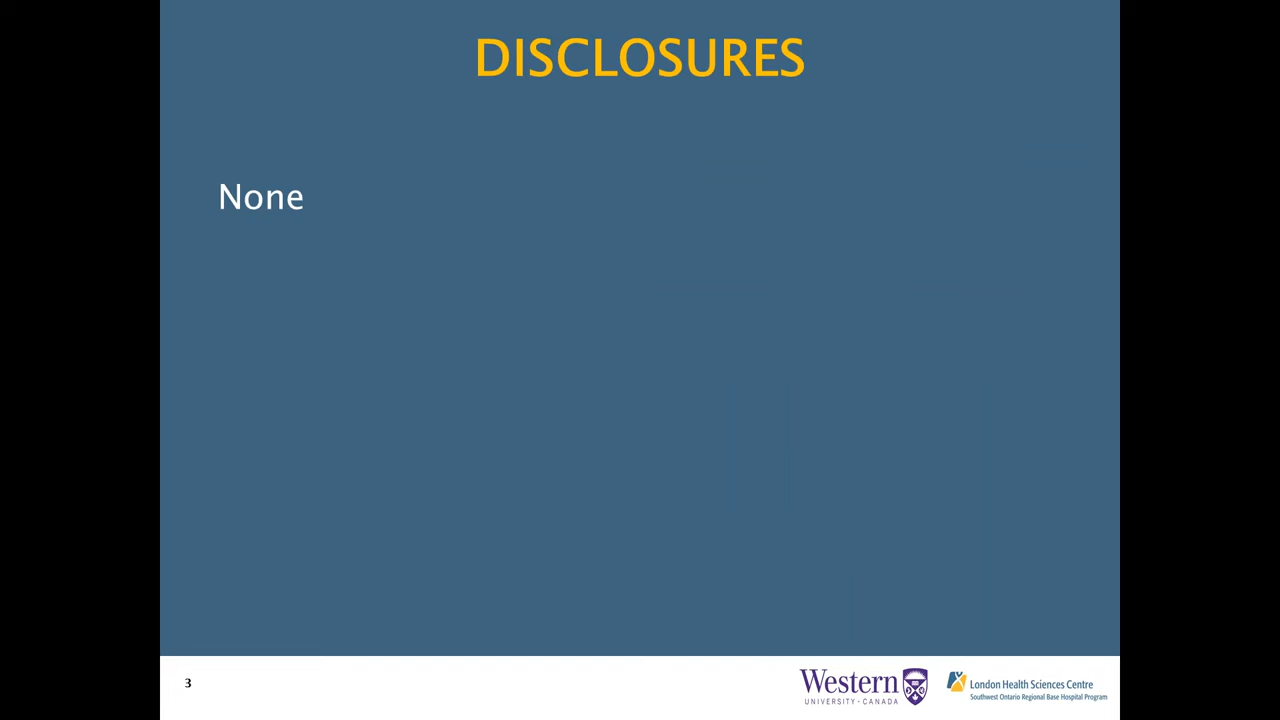 DISCLOSURES
None
3
Western
UNIVERSITY · CANADA
London Health Sciences Centre
Southwest Ontario Regional Base Hospital Program